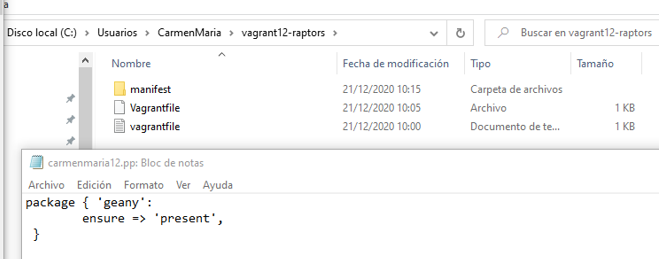 a
Disco local (C:) > Usuarios > CarmenMaria > vagrant12-raptors >
Buscar en vagrant12-raptors
Nombre Fecha de modificación Tipo Tamaño
manifest 21/12/2020 10:15 Carpeta de archivos
Vagrantfile 21/12/2020 10:05 Archivo 1 KB
vagrantfile 21/12/2020 10:00 Documento de te... 1 KB
carmenmaria12.pp: Bloc de notas
Archivo Edición Formato Ver Ayuda
package { 'geany':
ensure => 'present',
}